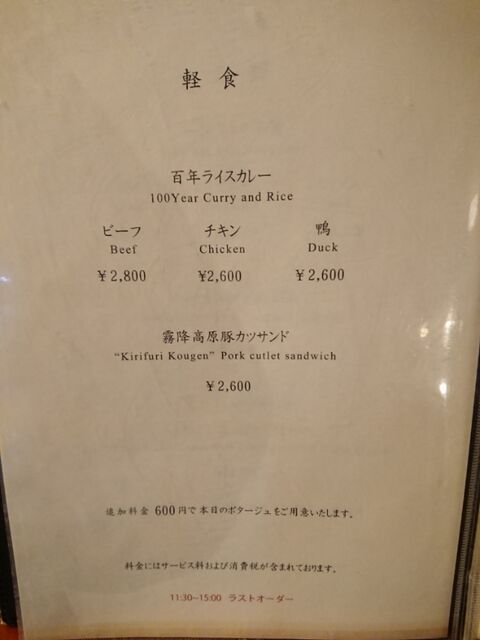 軽食
百年ライスカレー
100Year Curry and Rice
ビーフ チキン 鴨
Beef Chicken Duck
￥2,800 ¥2,600 ￥2,600
霧降高原豚カツサンド
“Kirifuri Kougen” Pork cutlet sandwich
￥2,600
追加料金 600円で本日のポタージュをご用意いたします。
料金にはサービス料および消費税が含まれております。
11:30~15:00 ラストオーダー